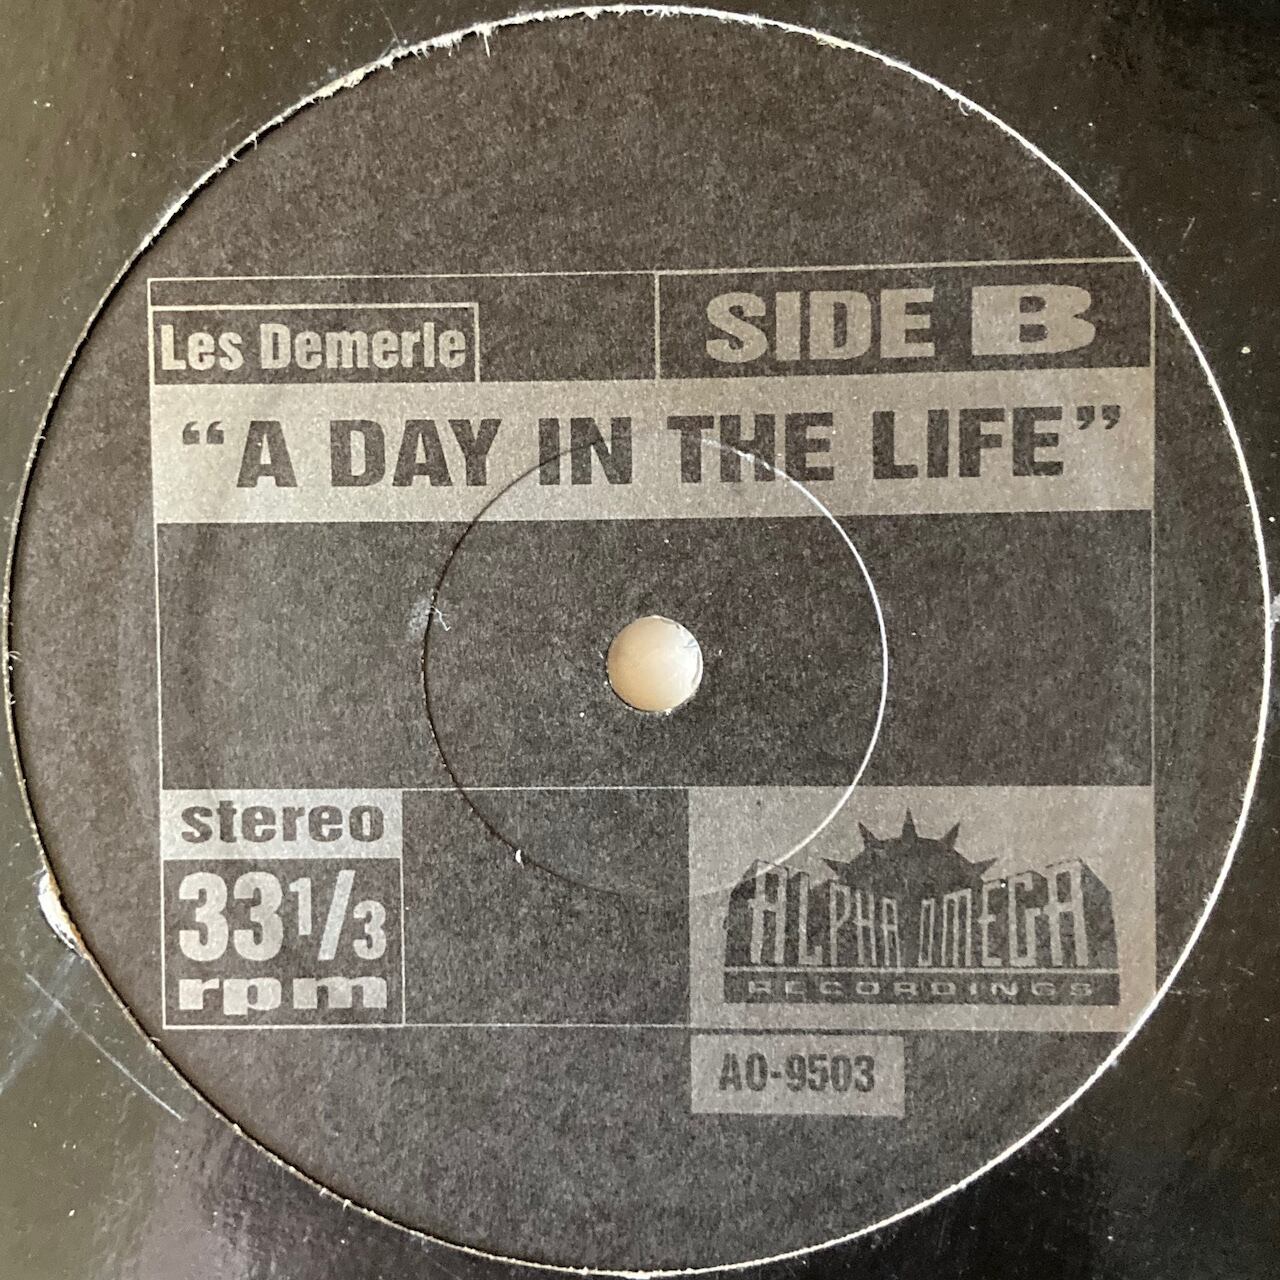 Les Demerle
SIDE B
“A DAY IN THE LIFE”
stereo
33 1/3
rpm
ALPHA OMEGA
RECORDINGS
AO-9503